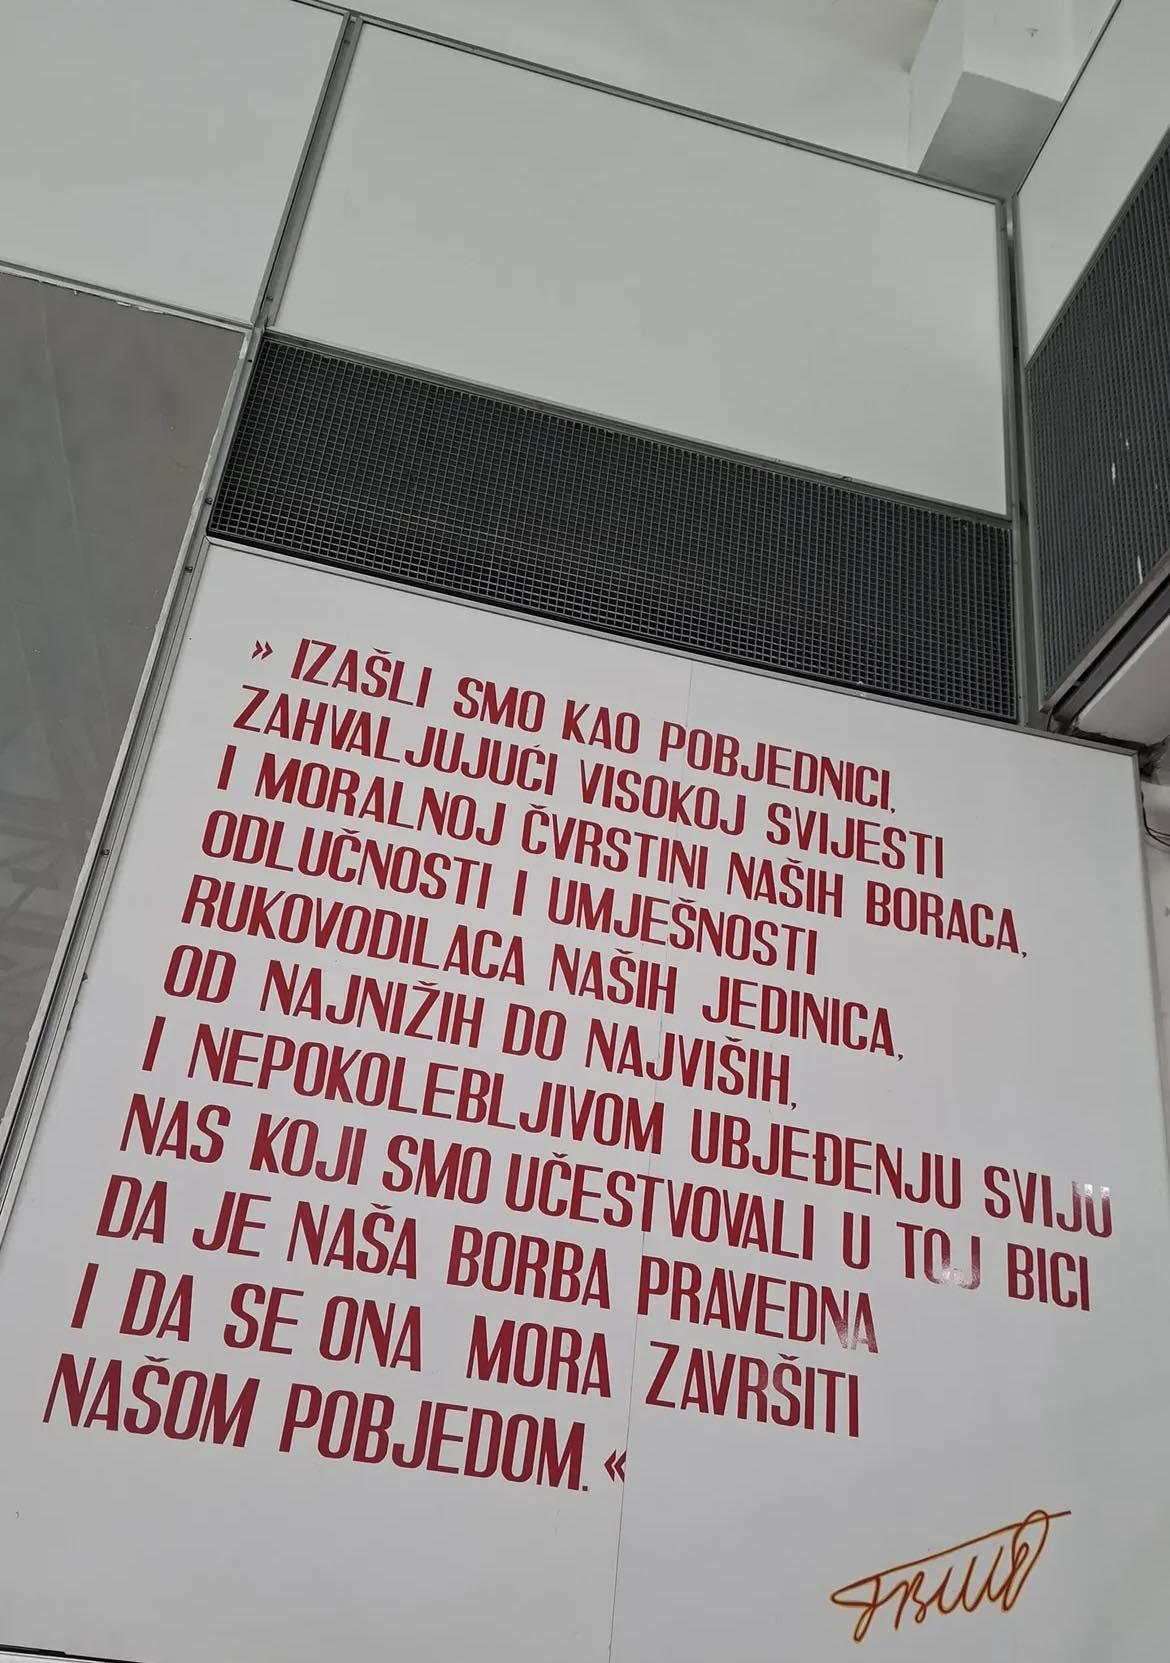 » IZAŠLI SMO KAO POBJEDNICI,
ZAHVALJUJUĆI VISOKOJ SVIJESTI
I MORALNOJ ČVRSTINI NAŠIH BORACA,
ODLUČNOSTI I UMJEŠNOSTI
RUKOVODILACA NAŠIH JEDINICA,
OD NAJNIŽIH DO NAJVIŠIH,
I NEPOKOLEBLJIVOM UBJEĐENJU SVIJU
NAS KOJI SMO UČESTVOVALI U TOJ BICI
DA JE NAŠA BORBA PRAVEDNA
I DA SE ONA MORA ZAVRŠITI
NAŠOM POBJEDOM. «